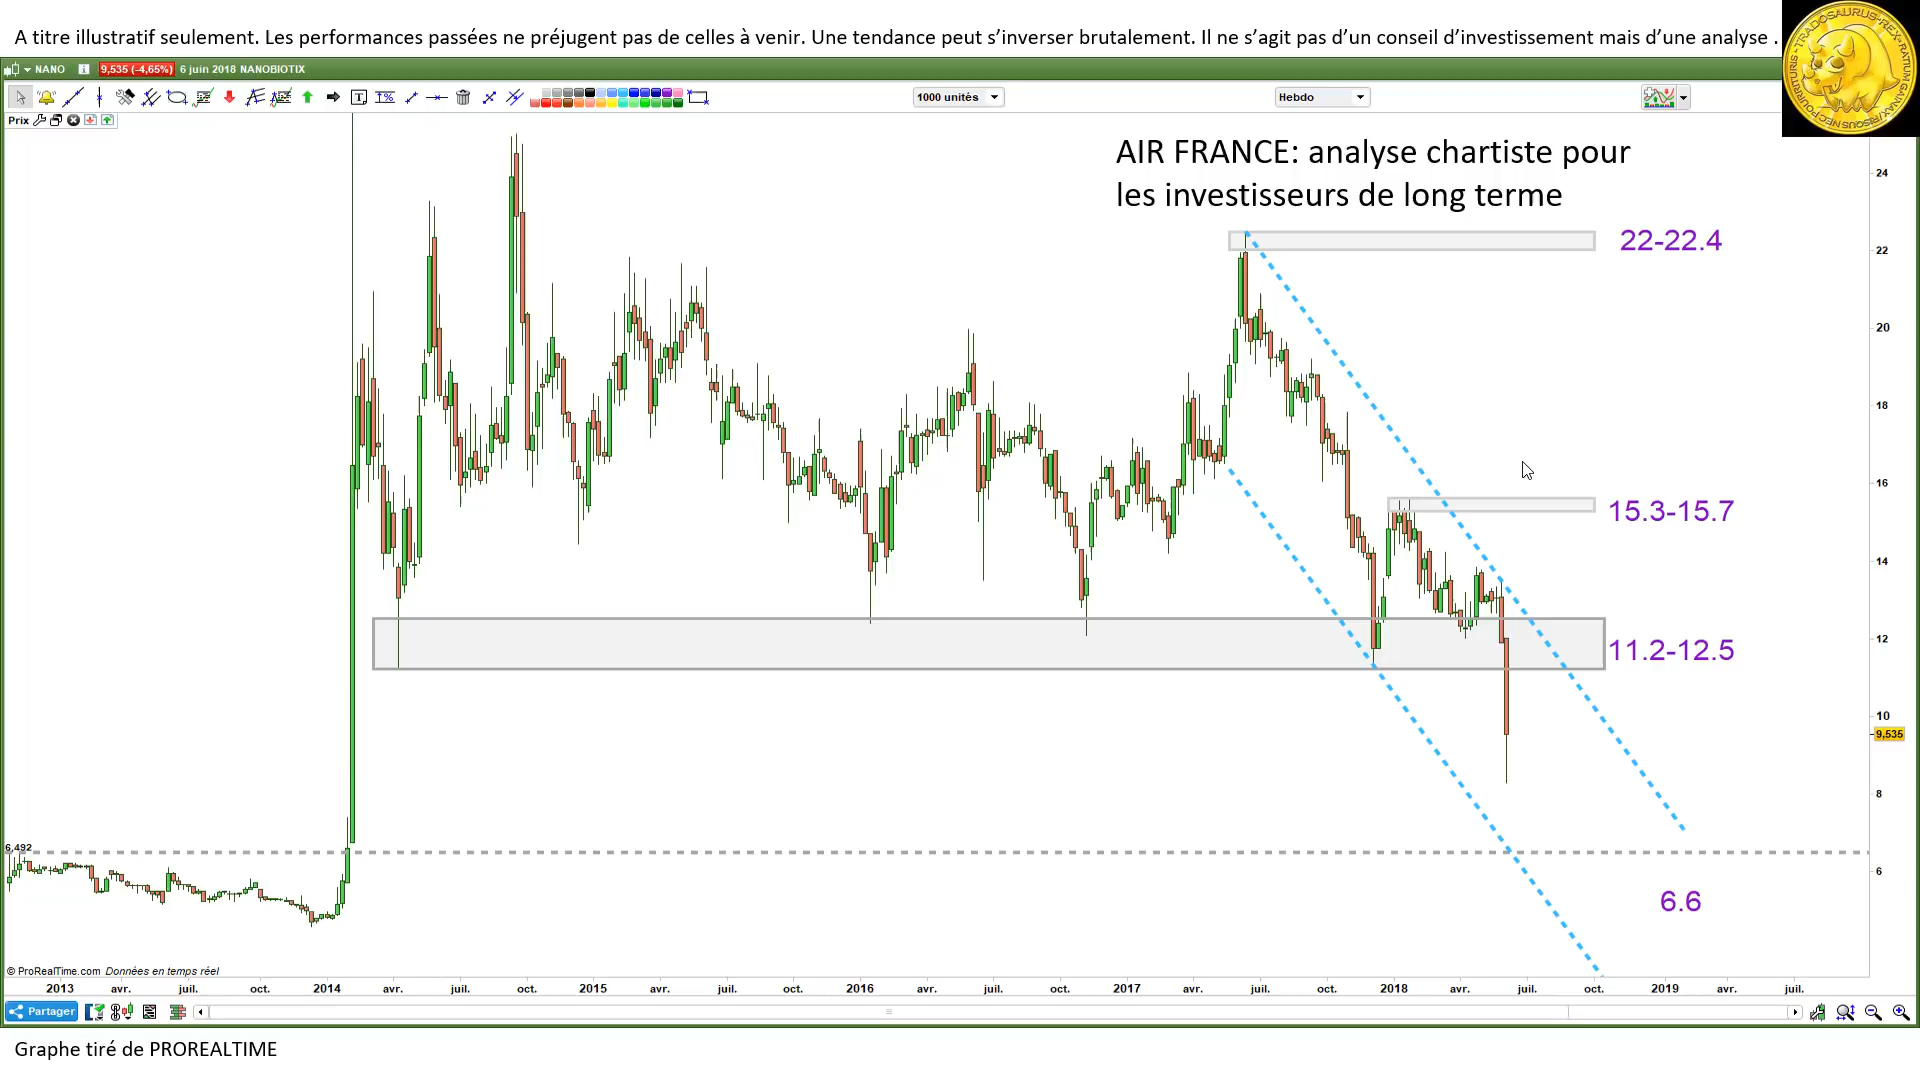 A titre illustratif seulement. Les performances passées ne préjugent pas de celles à venir. Une tendance peut s’inverser brutalement. Il ne s’agit pas d’un conseil d’investissement mais d’une analyse .
NANO 9,535 (-4,65%) 6 juin 2018 NANOBIOTIX
1000 unités
Hebdo
Prix
AIR FRANCE: analyse chartiste pour
les investisseurs de long terme
22-22.4
15.3-15.7
11.2-12.5
6.6
24
22
20
18
16
14
12
10
9,535
8
6
6,492
© ProRealTime.com Données en temps réel
2013 avr. juil. oct. 2014 avr. juil. oct. 2015 avr. juil. oct. 2016 avr. juil. oct. 2017 avr. juil. oct. 2018 avr. juil. oct. 2019 avr. juil.
Partager
Graphe tiré de PROREALTIME